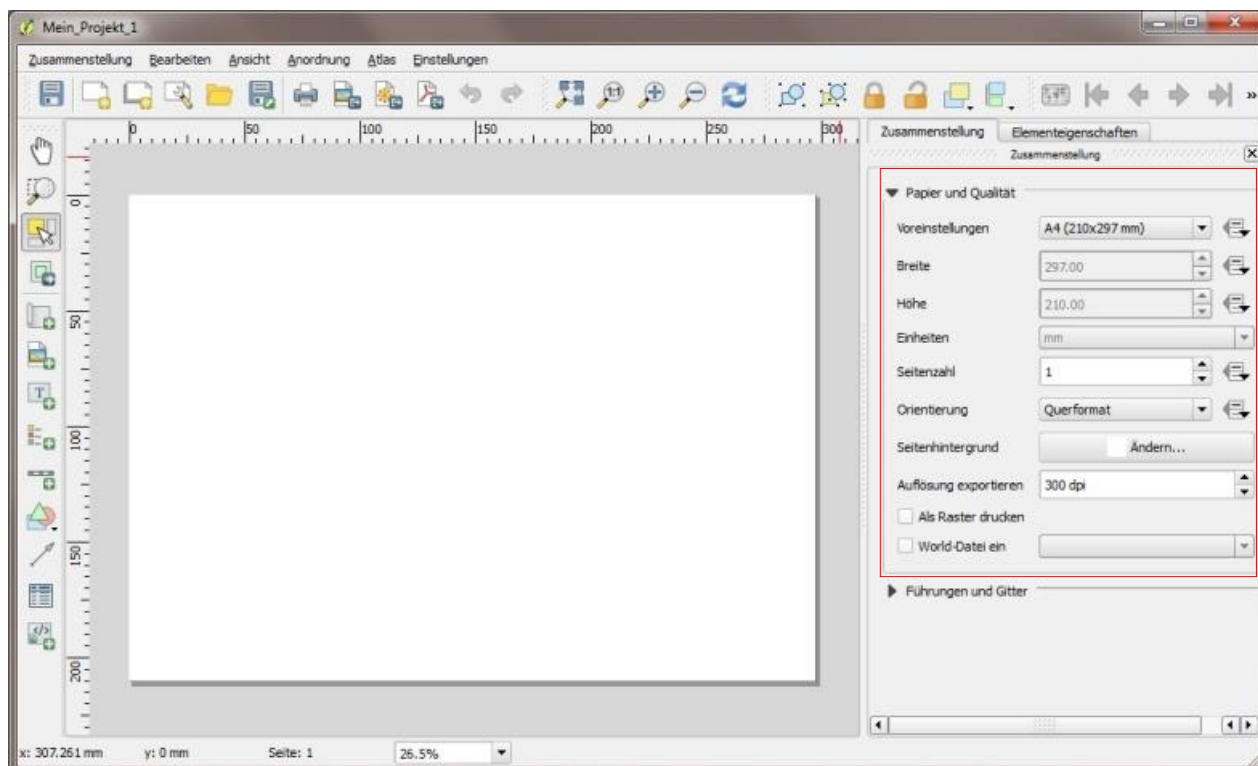 Mein_Projekt_1
Zusammenstellung Bearbeiten Ansicht Anordnung Atlas Einstellungen
1:1
»
0 50 100 150 200 250 300
Zusammenstellung Elementeigenschaften
Zusammenstellung
0
50
100
150
200
Papier und Qualität
Voreinstellungen A4 (210x297 mm)
Breite 297.00
Höhe 210.00
Einheiten mm
Seitenzahl 1
Orientierung Querformat
Seitenhintergrund Ändern...
Auflösung exportieren 300 dpi
Als Raster drucken
World-Datei ein
Führungen und Gitter
T
</>
x: 307.261 mm y: 0 mm Seite: 1 26.5%